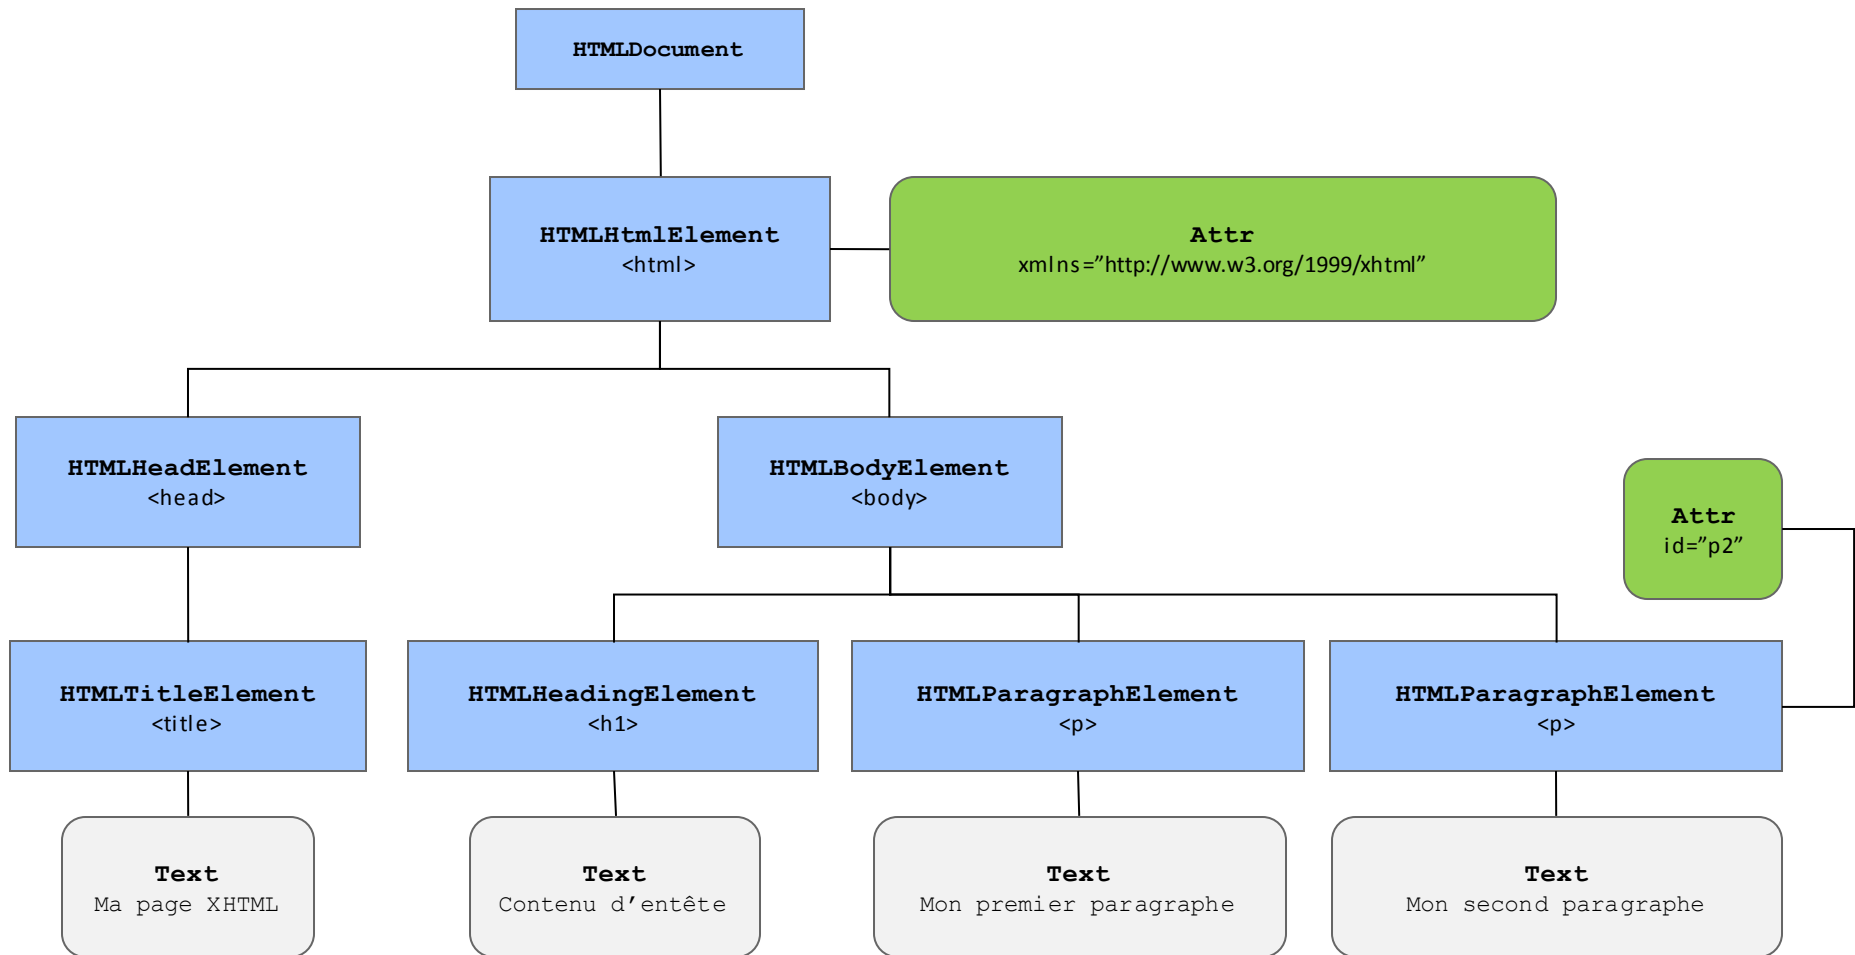 HTMLDocument
HTMLHtmlElement
<html>
Attr
xmlns=”http://www.w3.org/1999/xhtml”
HTMLHeadElement
<head>
HTMLBodyElement
<body>
Attr
id=”p2”
HTMLTitleElement
<title>
HTMLHeadingElement
<h1>
HTMLParagraphElement
<p>
HTMLParagraphElement
<p>
Text
Ma page XHTML
Text
Contenu d’entête
Text
Mon premier paragraphe
Text
Mon second paragraphe